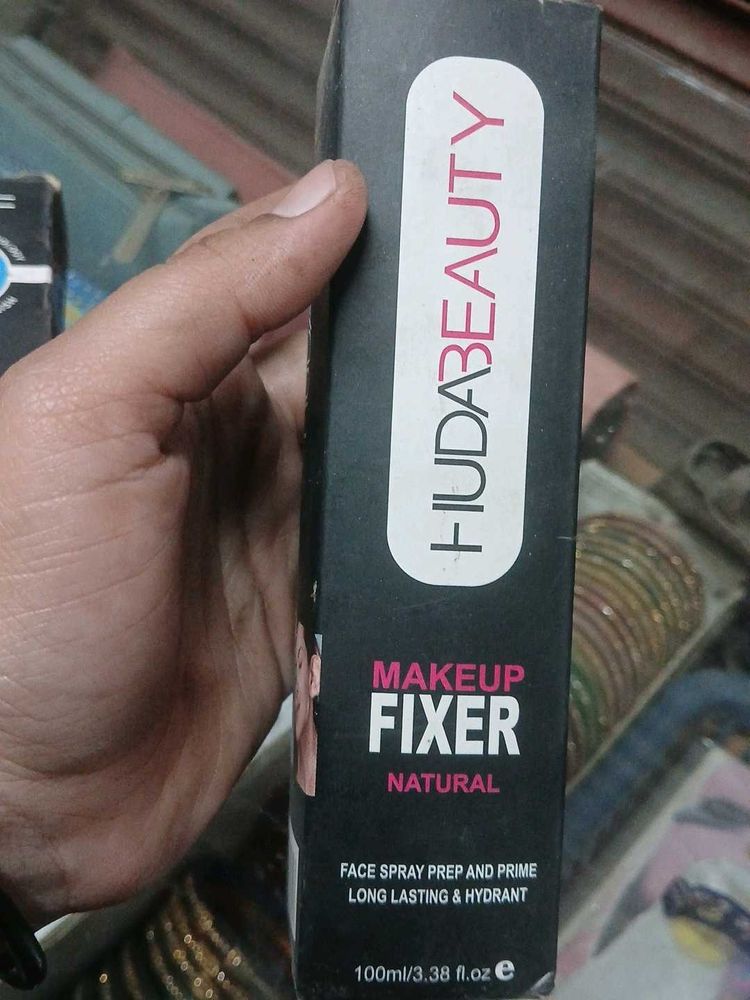 HUDABEAUTY
MAKEUP
FIXER
NATURAL
FACE SPRAY PREP AND PRIME
LONG LASTING & HYDRANT
100ml/3.38 fl.oz e